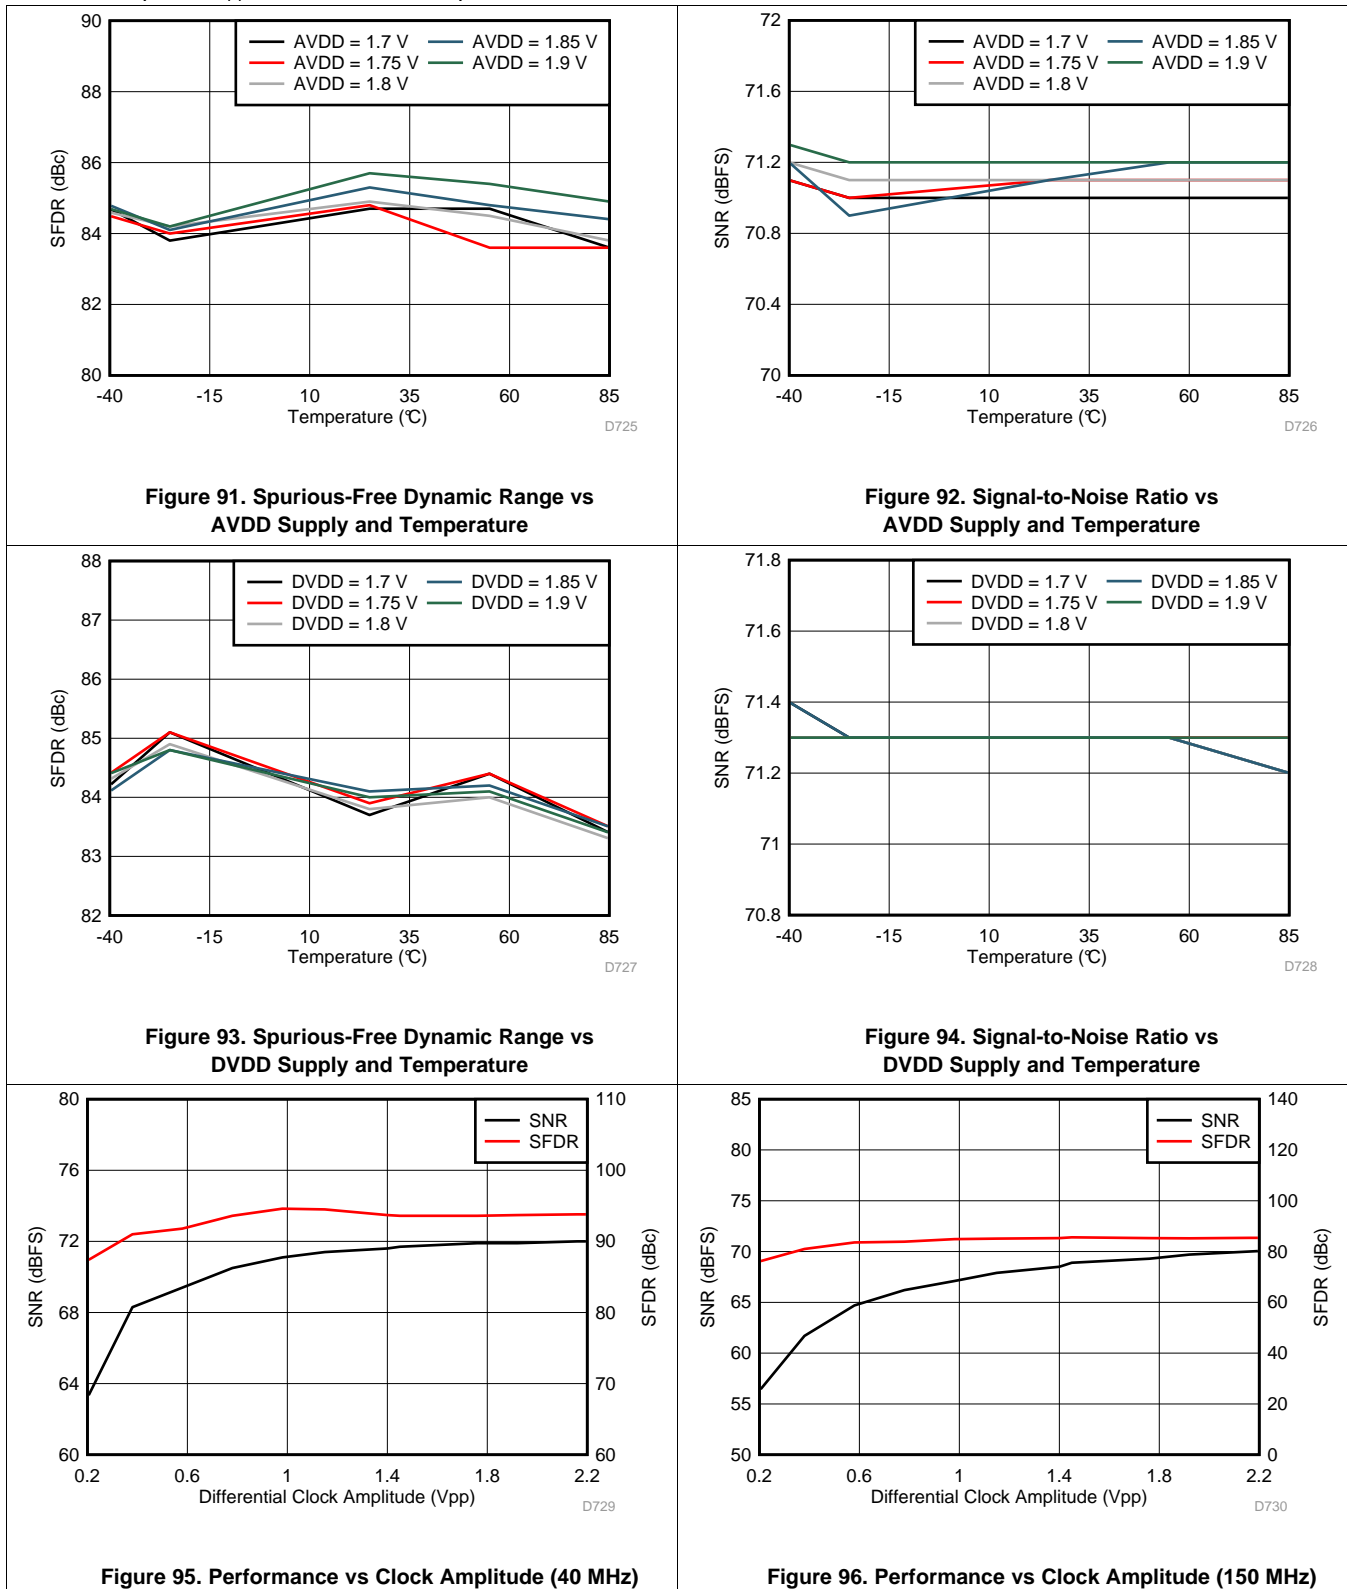 90
88
86
84
82
80
SFDR (dBc)
AVDD = 1.7 V
AVDD = 1.75 V
AVDD = 1.8 V
AVDD = 1.85 V
AVDD = 1.9 V
-40 -15 10 35 60 85
Temperature (°C)
D725
Figure 91. Spurious-Free Dynamic Range vs
AVDD Supply and Temperature
72
71.6
71.2
70.8
70.4
70
SNR (dBFS)
AVDD = 1.7 V
AVDD = 1.75 V
AVDD = 1.8 V
AVDD = 1.85 V
AVDD = 1.9 V
-40 -15 10 35 60 85
Temperature (°C)
D726
Figure 92. Signal-to-Noise Ratio vs
AVDD Supply and Temperature
88
87
86
85
84
83
82
SFDR (dBc)
DVDD = 1.7 V
DVDD = 1.75 V
DVDD = 1.8 V
DVDD = 1.85 V
DVDD = 1.9 V
-40 -15 10 35 60 85
Temperature (°C)
D727
Figure 93. Spurious-Free Dynamic Range vs
DVDD Supply and Temperature
71.8
71.6
71.4
71.2
71
70.8
SNR (dBFS)
DVDD = 1.7 V
DVDD = 1.75 V
DVDD = 1.8 V
DVDD = 1.85 V
DVDD = 1.9 V
-40 -15 10 35 60 85
Temperature (°C)
D728
Figure 94. Signal-to-Noise Ratio vs
DVDD Supply and Temperature
80
76
72
68
64
60
SNR (dBFS)
SNR
SFDR
110
100
90
80
70
60
SFDR (dBc)
0.2 0.6 1 1.4 1.8 2.2
Differential Clock Amplitude (Vpp)
D729
Figure 95. Performance vs Clock Amplitude (40 MHz)
85
80
75
70
65
60
55
50
SNR (dBFS)
SNR
SFDR
140
120
100
80
60
40
20
0
SFDR (dBc)
0.2 0.6 1 1.4 1.8 2.2
Differential Clock Amplitude (Vpp)
D730
Figure 96. Performance vs Clock Amplitude (150 MHz)